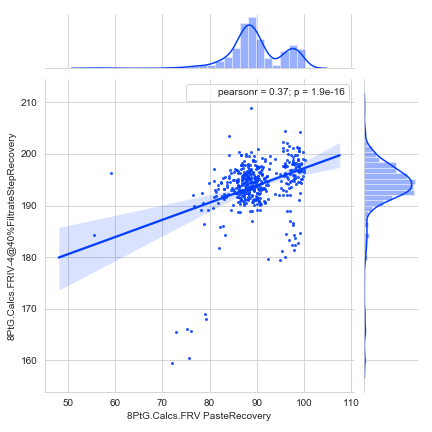 pearsonr = 0.37; p = 1.9e-16
8PtG.Calcs.FRIV-4@40%FiltrateStepRecovery
210
200
190
180
170
160
50 60 70 80 90 100 110
8PtG.Calcs.FRV PasteRecovery